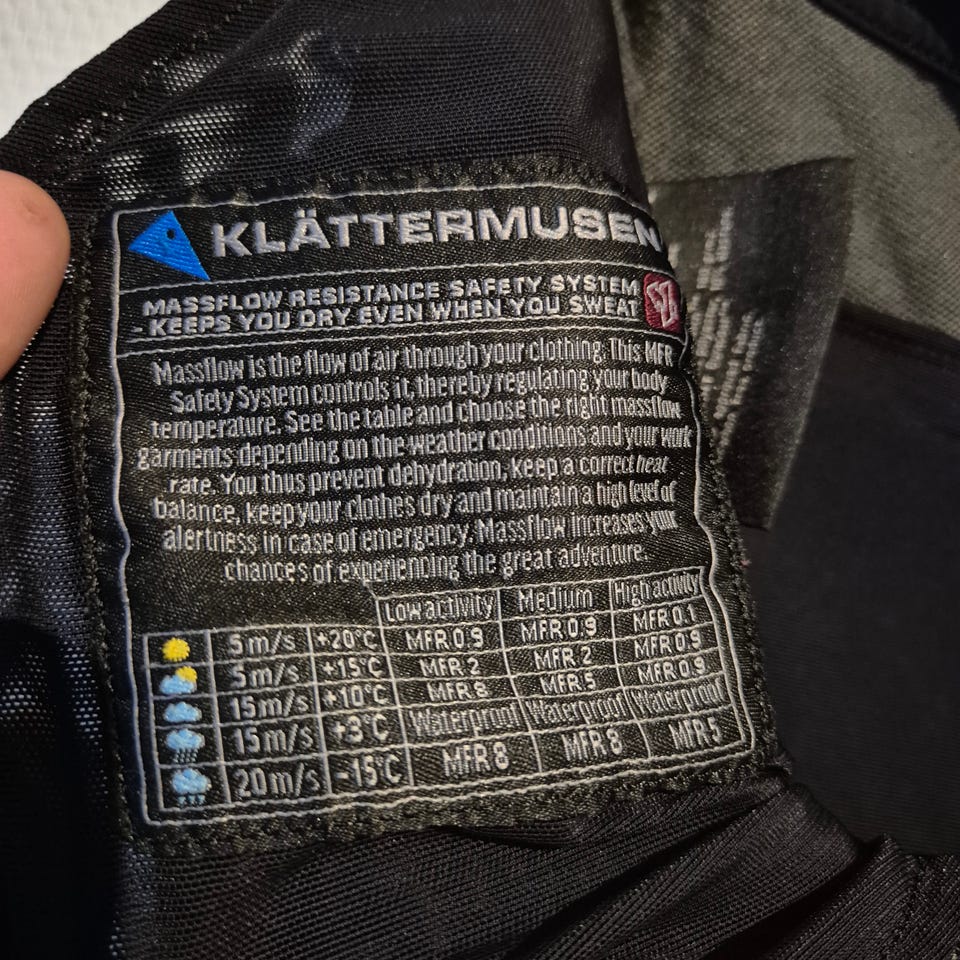 KLÄTTERMUSEN
MASSFLOW RESISTANCE SAFETY SYSTEM
- KEEPS YOU DRY EVEN WHEN YOU SWEAT
Massflow is the flow of air through your clothing. This MFR
Safety System controls it, thereby regulating your body
temperature. See the table and choose the right massflow
garments depending on the weather conditions and your work
rate. You thus prevent dehydration, keep a correct heat
balance, keep your clothes dry and maintain a high level of
alertness in case of emergency. Massflow increases your
chances of experiencing the great adventure.
Low activity Medium High activity
5 m/s +20°C MFR 0.9 MFR 0.9 MFR 0.1
5 m/s +15°C MFR 2 MFR 2 MFR 0.9
15 m/s +10°C MFR 8 MFR 5 MFR 0.9
15 m/s +3°C Waterproof Waterproof Waterproof
20 m/s -15°C MFR 8 MFR 8 MFR 5